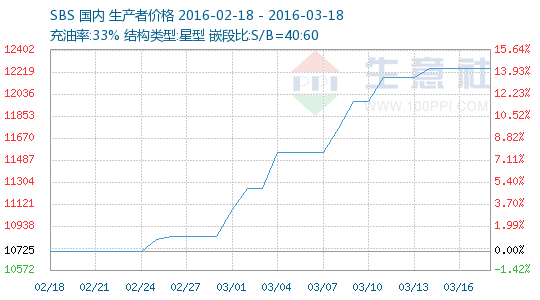 SBS 国内 生产者价格 2016-02-18 - 2016-03-18
充油率:33% 结构类型:星型 嵌段比:S/B=40:60
12402 15.64%
12219 13.93%
12036 12.23%
11853 10.52%
11670 8.82%
11487 7.11%
11304 5.40%
11121 3.70%
10938 1.99%
10725 0.00%
10572 -1.42%
PPI 生意社
WWW.100PPI.COM
02/18 02/21 02/24 02/27 03/01 03/04 03/07 03/10 03/13 03/16